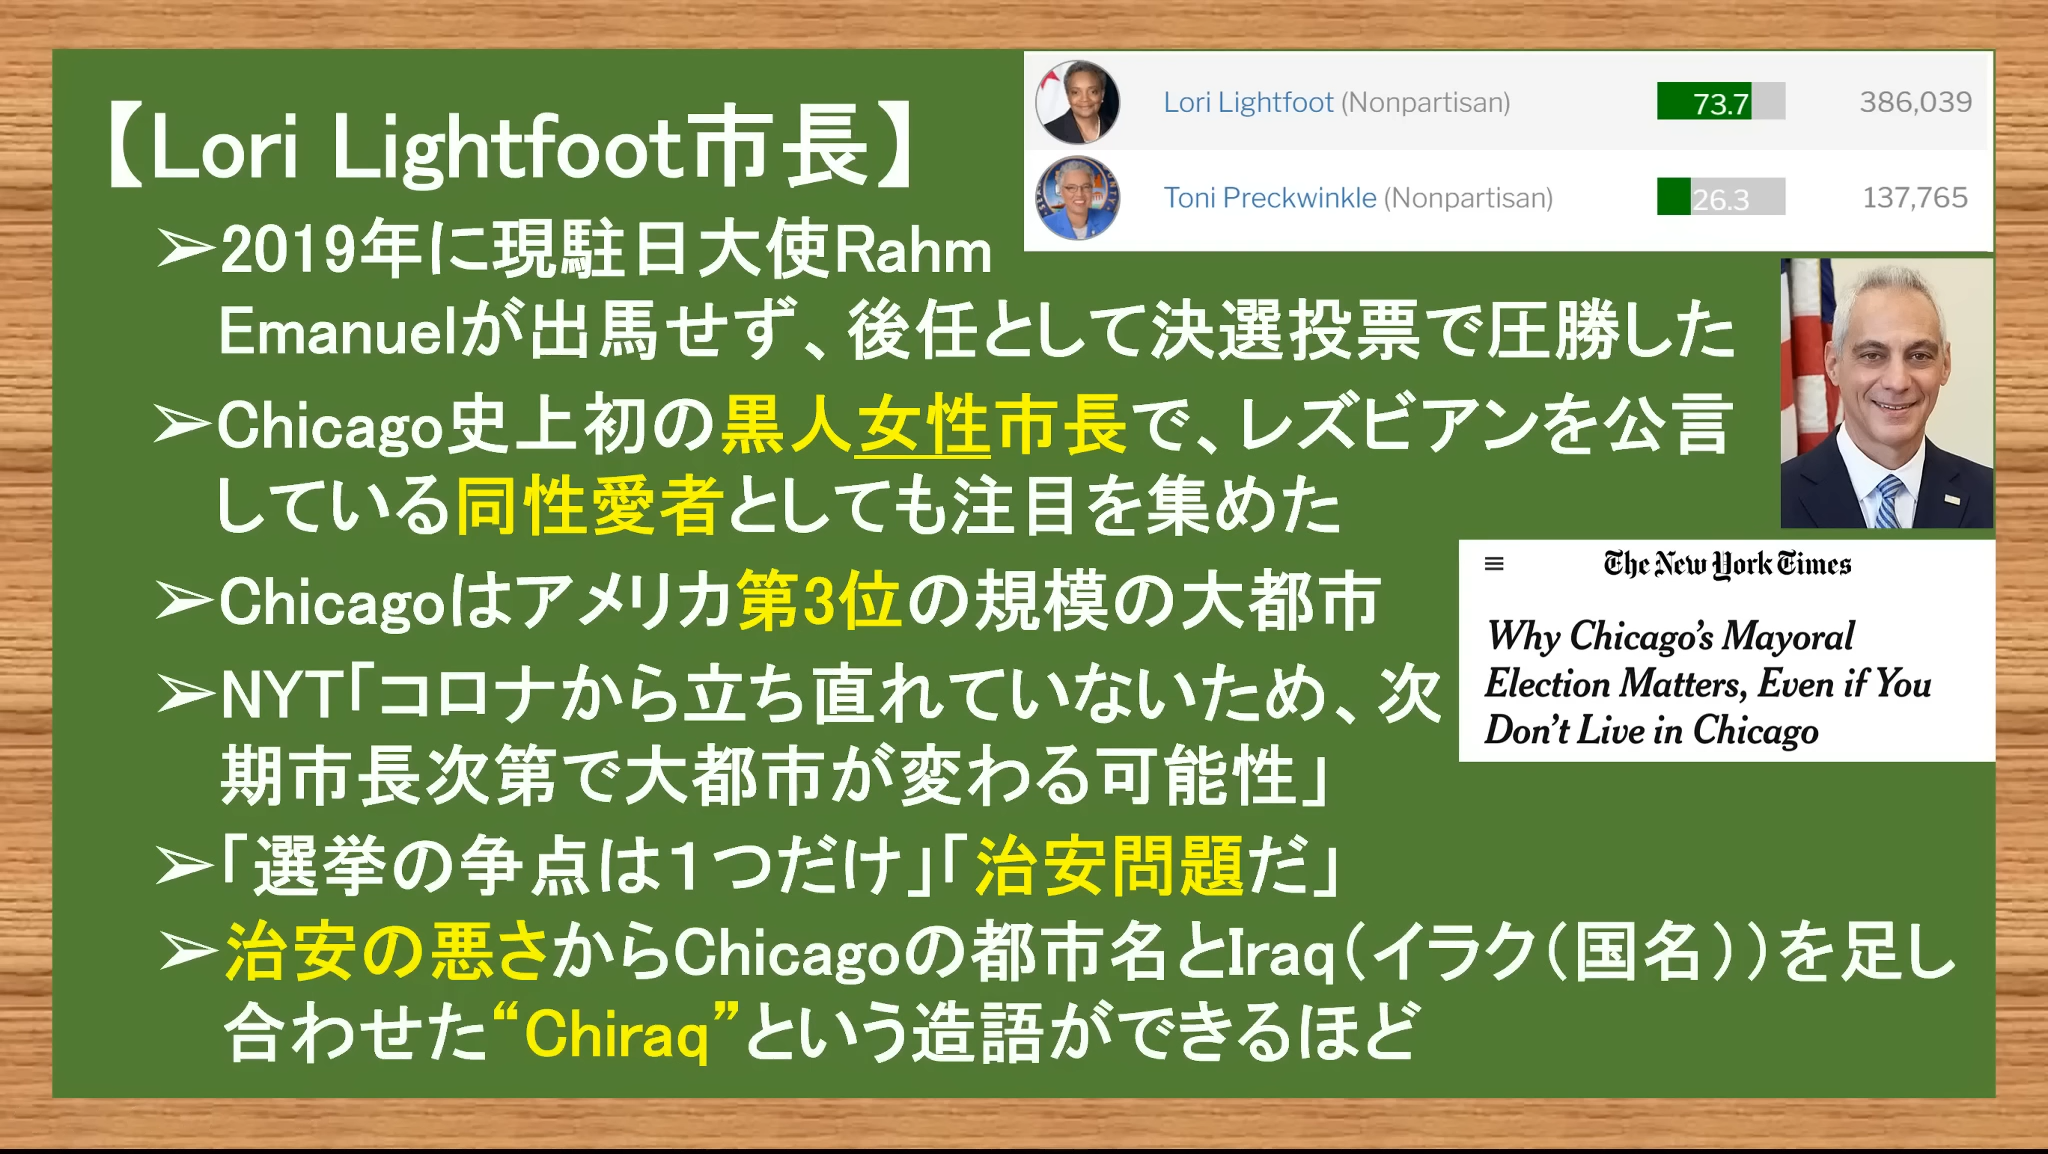 【Lori Lightfoot市長】
Lori Lightfoot (Nonpartisan) 73.7 386,039
Toni Preckwinkle (Nonpartisan) 26.3 137,765
➢2019年に現駐日大使Rahm
Emanuelが出馬せず、後任として決選投票で圧勝した
➢Chicago史上初の黒人女性市長で、レズビアンを公言
している同性愛者としても注目を集めた
➢Chicagoはアメリカ第3位の規模の大都市
The New York Times
Why Chicago's Mayoral
Election Matters, Even if You
Don't Live in Chicago
➢NYT「コロナから立ち直れていないため、次
期市長次第で大都市が変わる可能性」
➢「選挙の争点は１つだけ」「治安問題だ」
➢治安の悪さからChicagoの都市名とIraq（イラク（国名））を足し
合わせた“Chiraq”という造語ができるほど